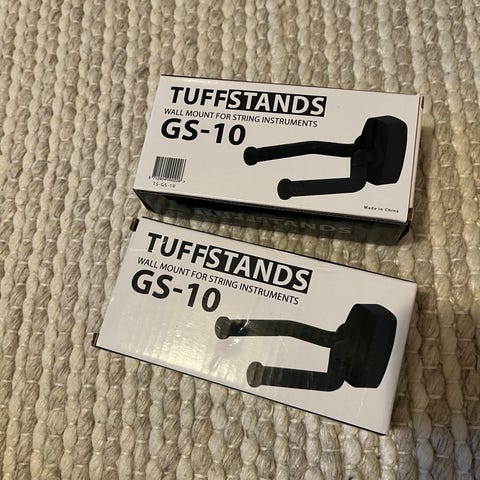 TUFFSTANDS
WALL MOUNT FOR STRING INSTRUMENTS
GS-10
TS-GS-10
Made in China
TUFFSTANDS
TUFFSTANDS
WALL MOUNT FOR STRING INSTRUMENTS
GS-10